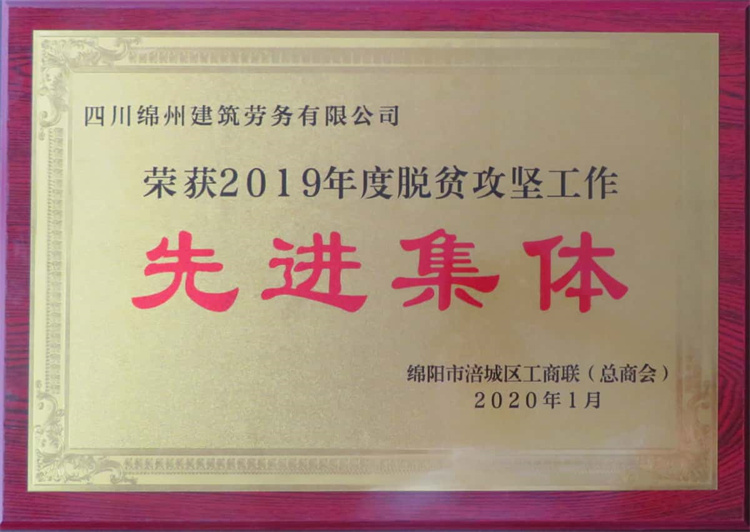 四川绵州建筑劳务有限公司
荣获2019年度脱贫攻坚工作
先进集体
绵阳市涪城区工商联（总商会）
2020年1月